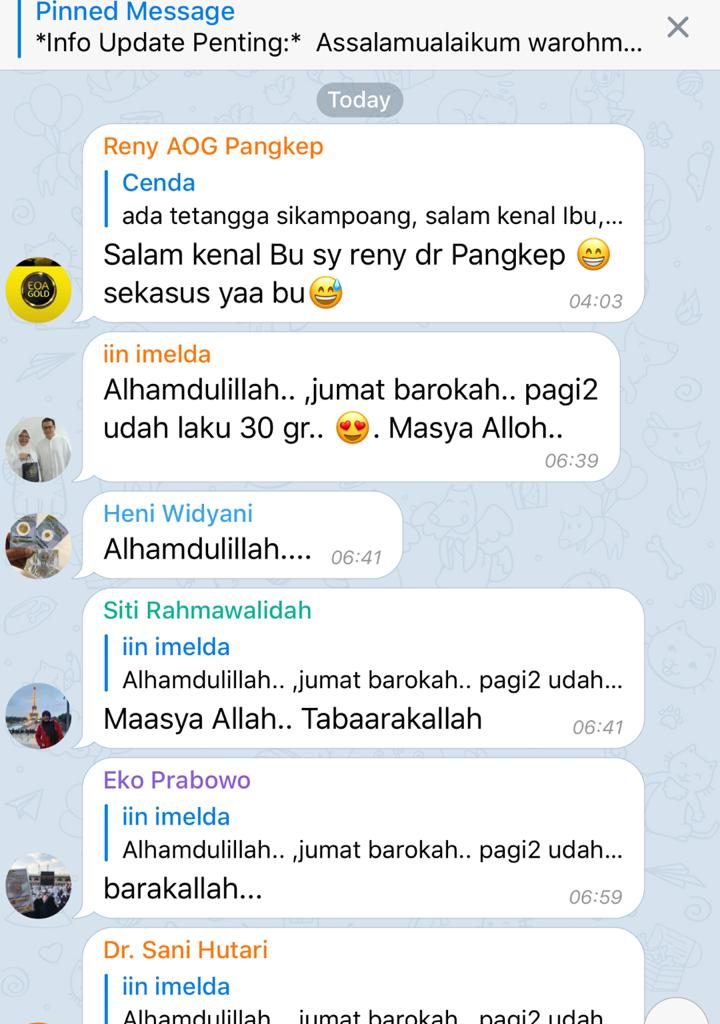 Pinned Message
*Info Update Penting:* Assalamualaikum warohm...
Today
Reny AOG Pangkep
Cenda
ada tetangga sikampoang, salam kenal Ibu,...
Salam kenal Bu sy reny dr Pangkep 😁
sekasus yaa bu😅
04:03
EOA
GOLD
iin imelda
Alhamdulillah.. ,jumat barokah.. pagi2
udah laku 30 gr.. 😍. Masya Alloh..
06:39
Heni Widyani
Alhamdulillah.... 06:41
Siti Rahmawalidah
iin imelda
Alhamdulillah.. ,jumat barokah.. pagi2 udah...
Maasya Allah.. Tabaarakallah 06:41
Eko Prabowo
iin imelda
Alhamdulillah.. ,jumat barokah.. pagi2 udah...
barakallah... 06:59
Dr. Sani Hutari
iin imelda
Alhamdulillah.. ,jumat barokah.. pagi2 udah...